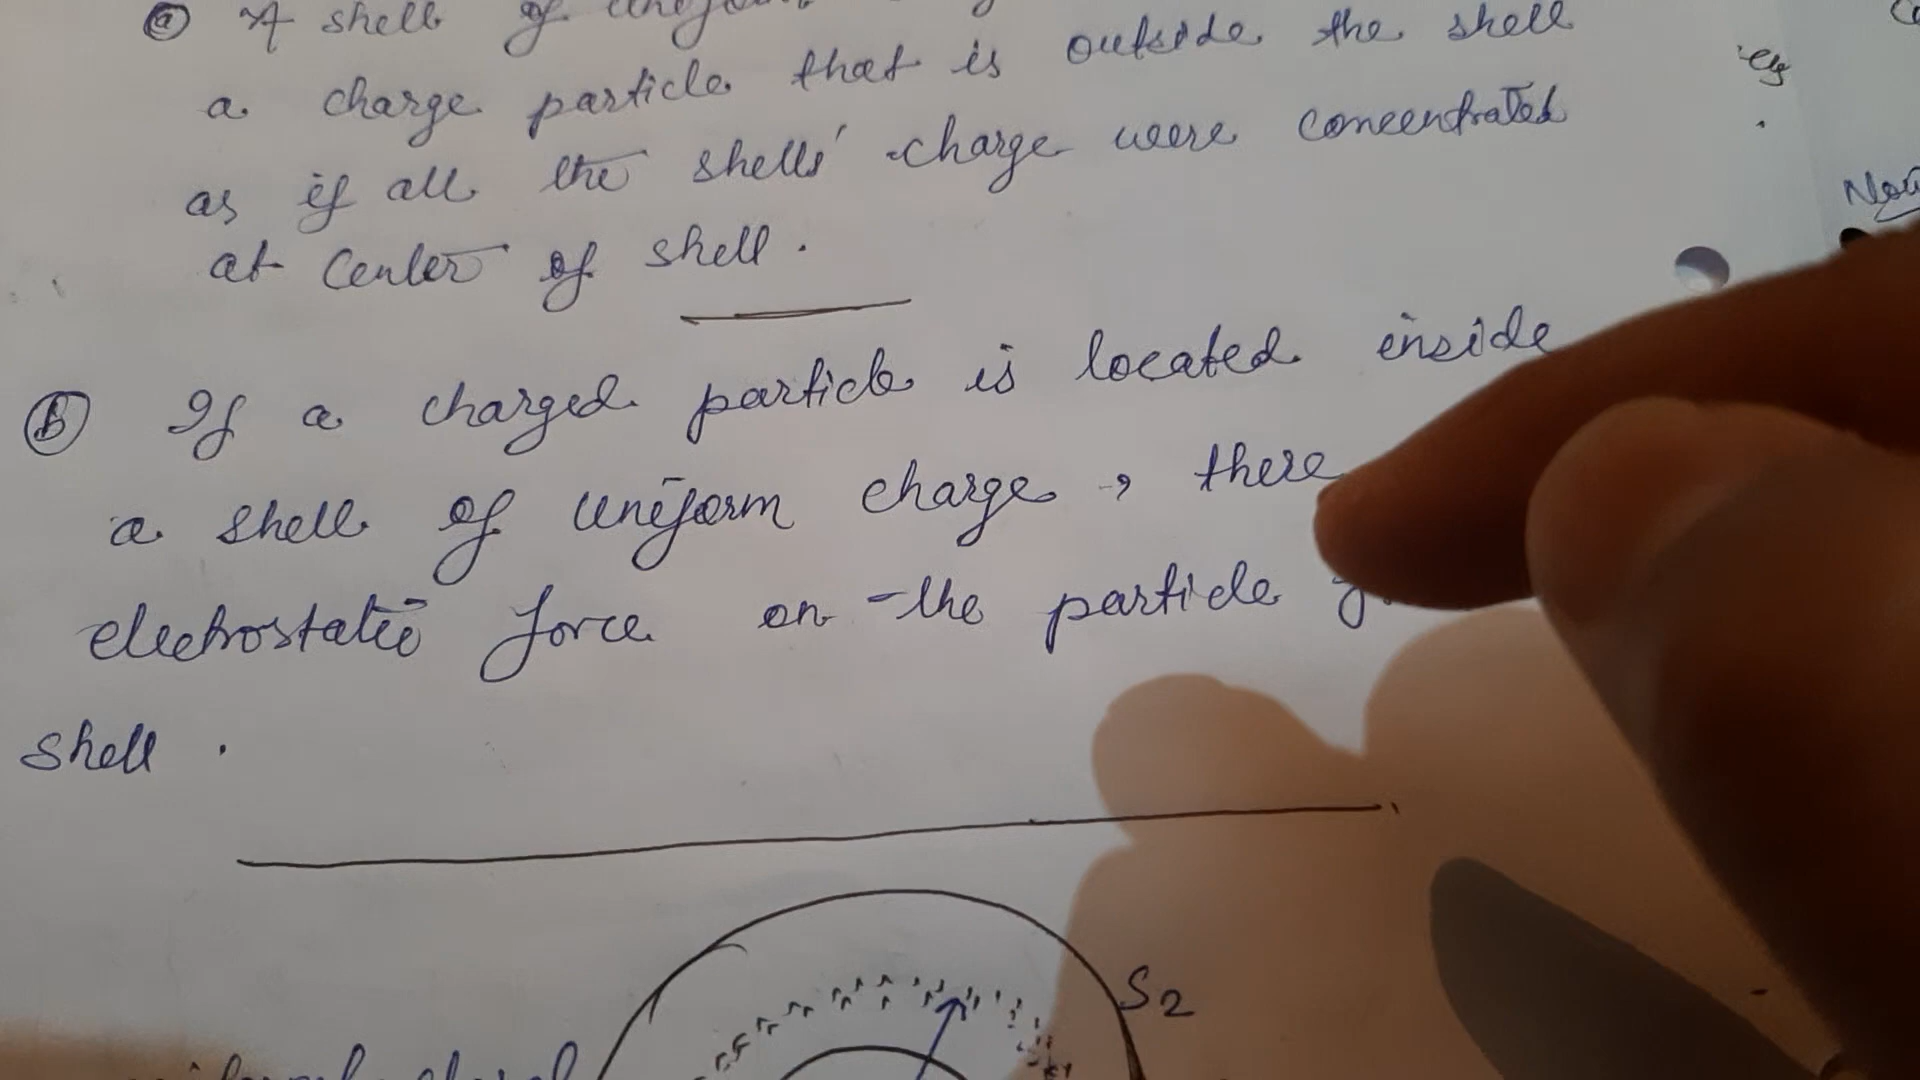 ⓐ A shell of
a charge particle that is outside the shell
as if all the shells' charge were concentrated
at Center of shell.
ⓑ If a charged particle is located inside
a shell of uniform charge, there
electrostatic force on the particle
shell.
S2